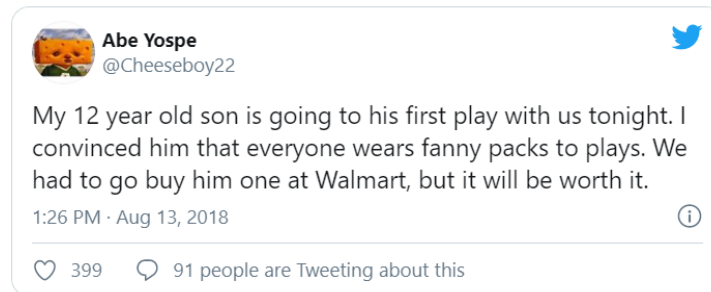 Abe Yospe
@Cheeseboy22
My 12 year old son is going to his first play with us tonight. I
convinced him that everyone wears fanny packs to plays. We
had to go buy him one at Walmart, but it will be worth it.
1:26 PM · Aug 13, 2018
399 91 people are Tweeting about this